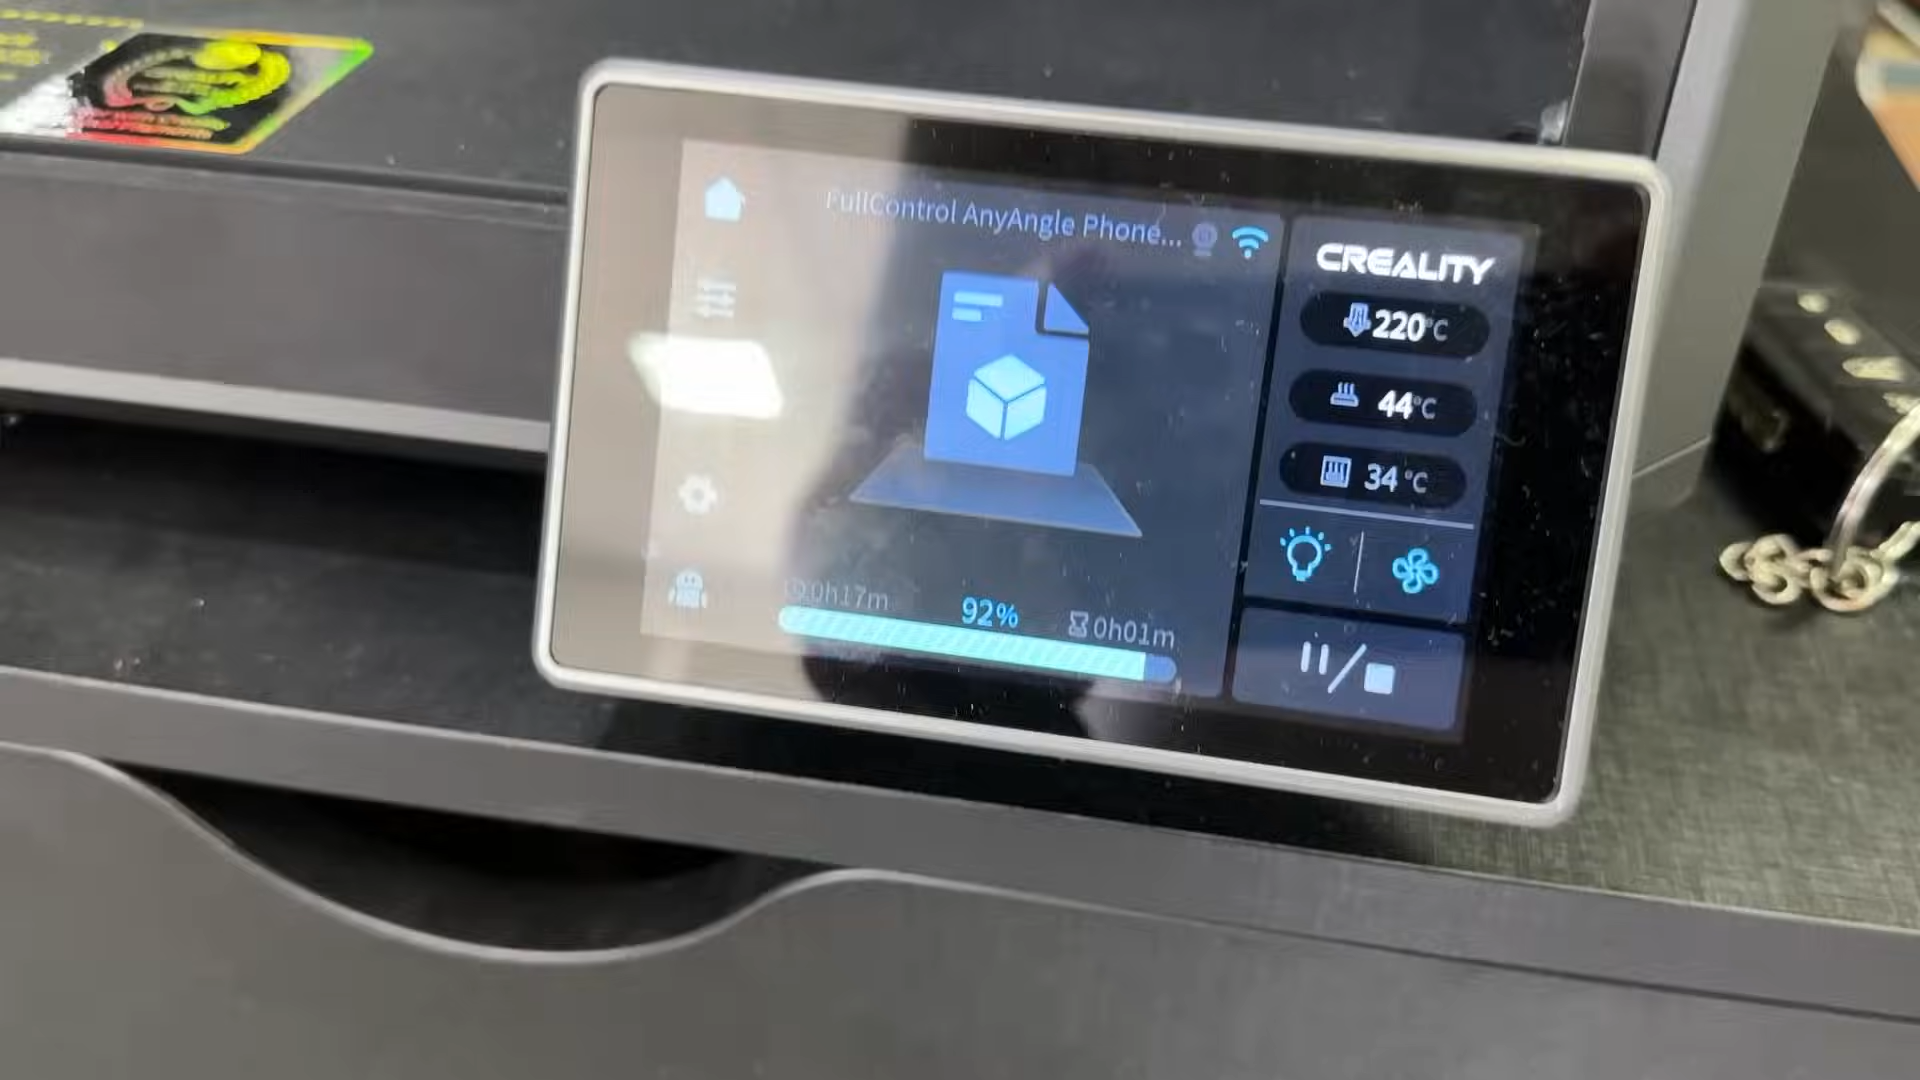 FullControl AnyAngle Phone...
CREALITY
220°C
44°C
34°C
0h17m
92%
0h01m